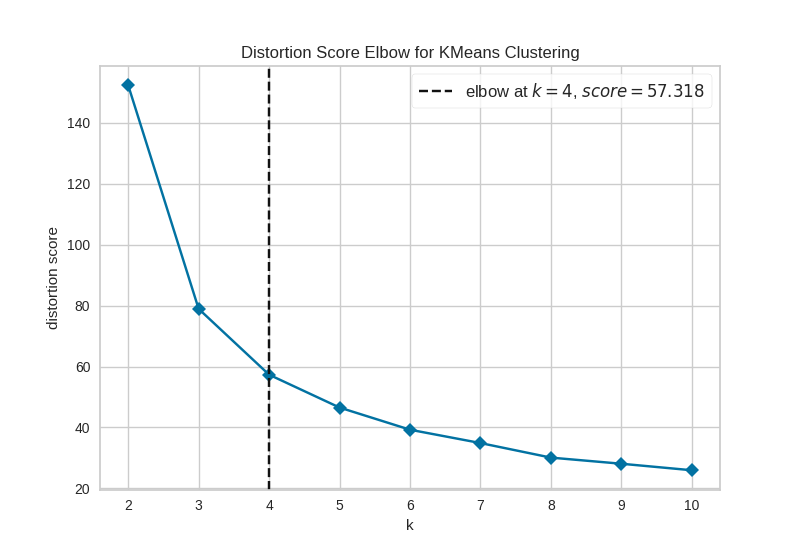 Distortion Score Elbow for KMeans Clustering
elbow at k = 4, score = 57.318
distortion score
140
120
100
80
60
40
20
2 3 4 5 6 7 8 9 10
k